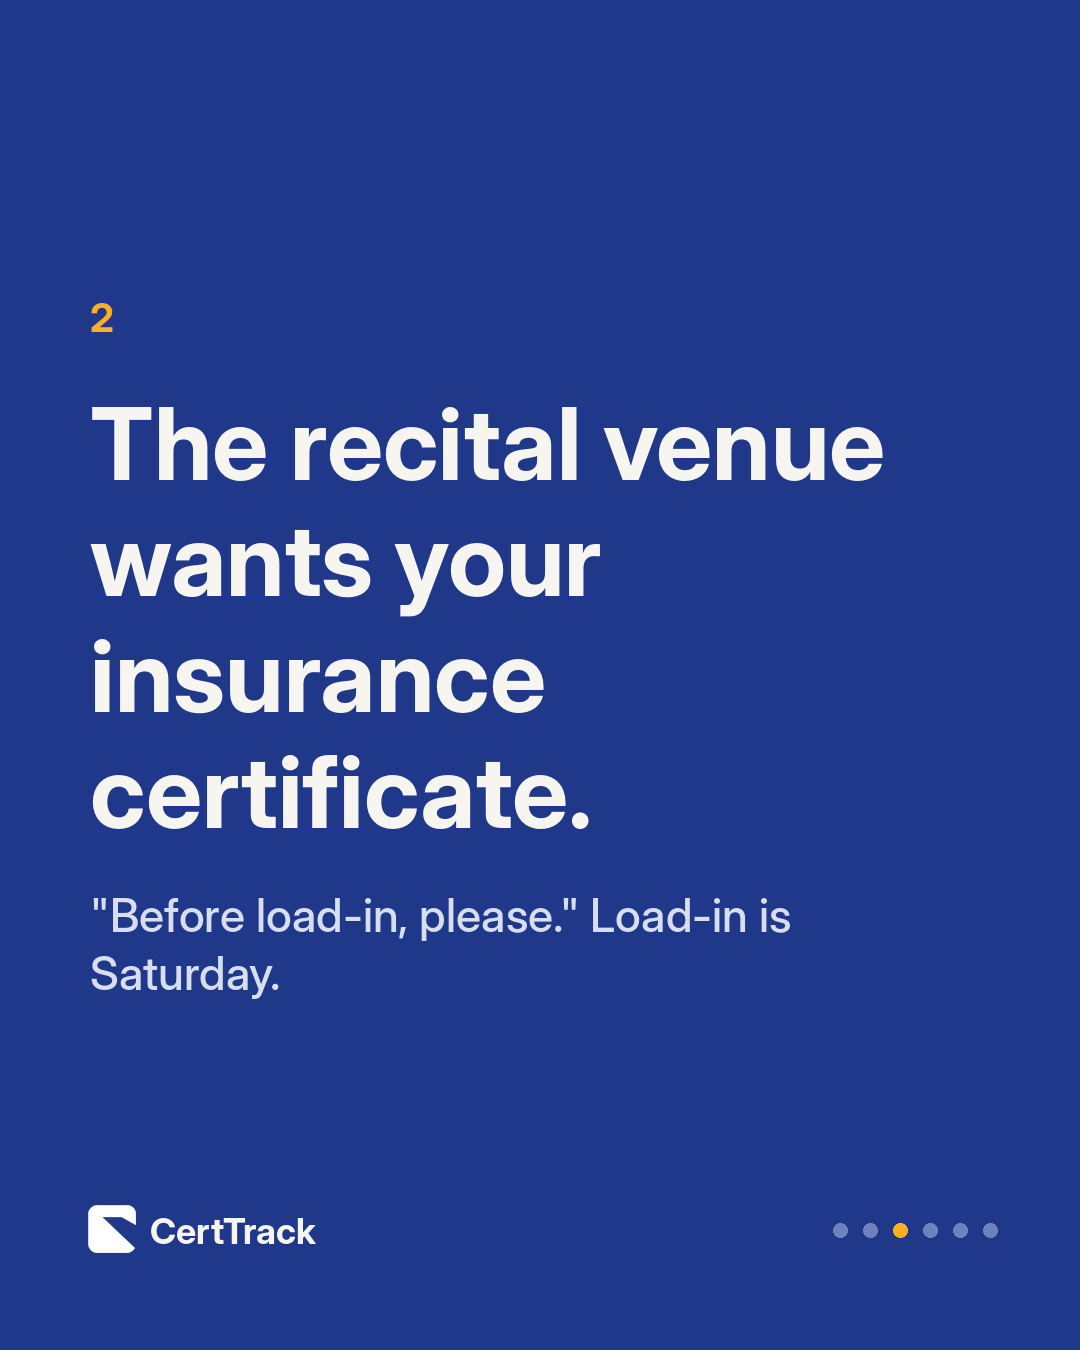 2
The recital venue
wants your
insurance
certificate.
"Before load-in, please." Load-in is
Saturday.
CertTrack